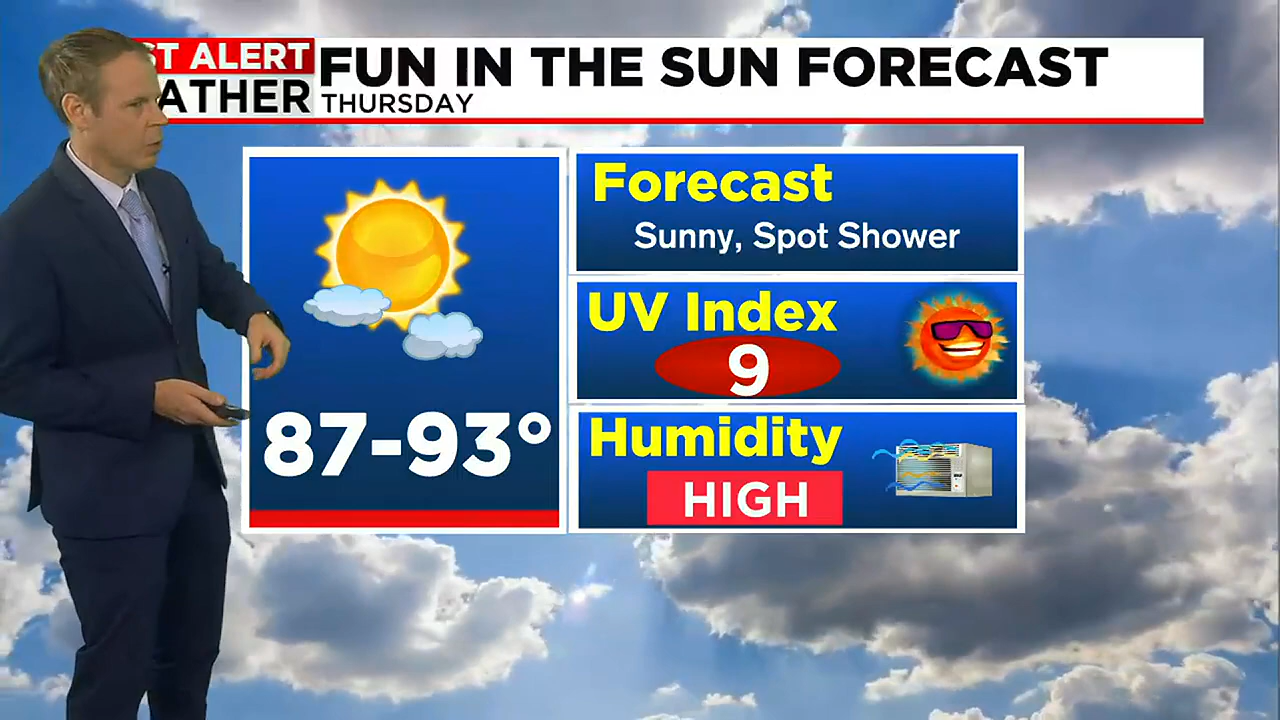 ST ALERT
ATHER
FUN IN THE SUN FORECAST
THURSDAY
87-93°
Forecast
Sunny, Spot Shower
UV Index
9
Humidity
HIGH